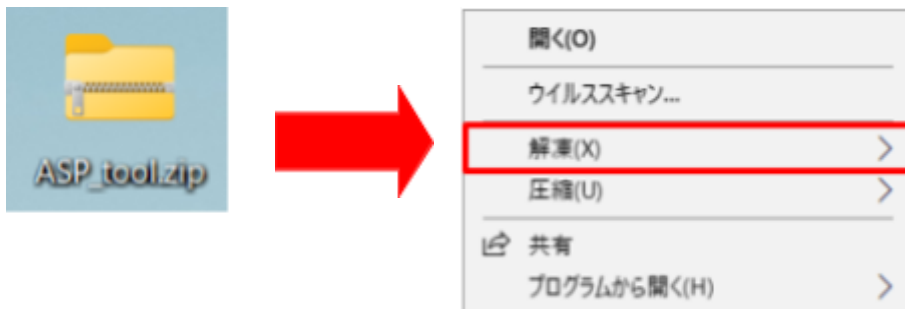 ASP_tool.zip
開く(O)
ウイルススキャン...
解凍(X)
圧縮(U)
共有
プログラムから開く(H)